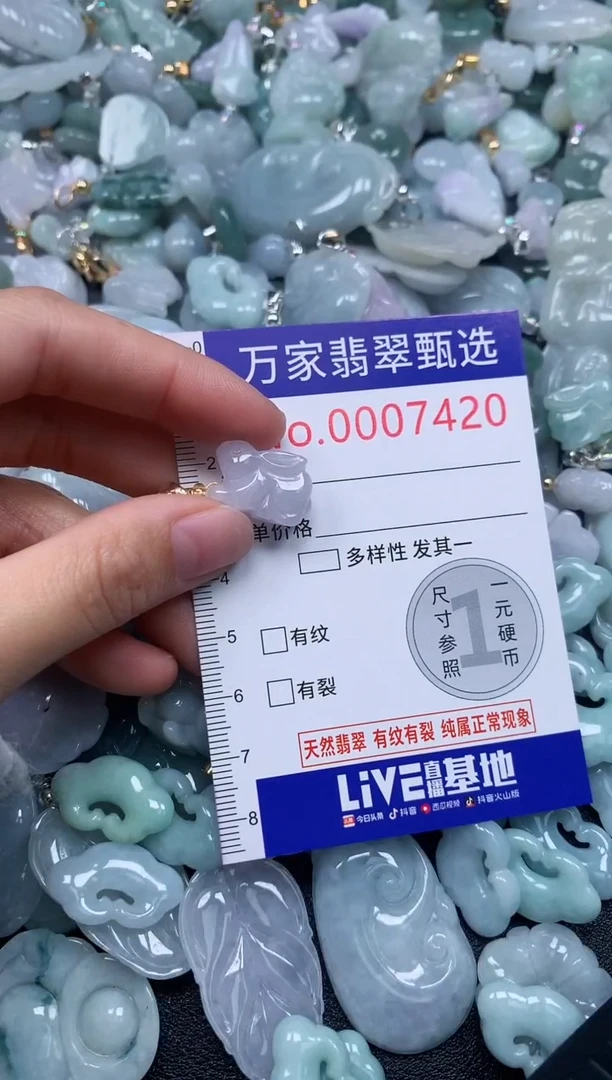 0
万家翡翠甄选
o.0007420
2
单价格
多样性 发其一
4
尺寸参照
1
一元硬币
5
有纹
6
有裂
天然翡翠 有纹有裂 纯属正常现象
7
LiVE直播基地
今日头条 抖音 西瓜视频 抖音火山版
8